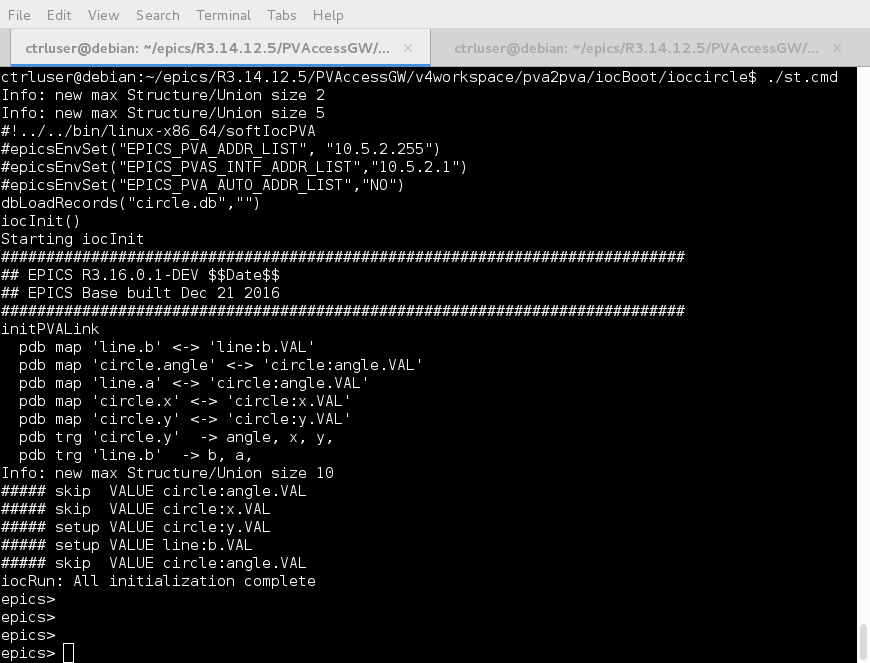 File Edit View Search Terminal Tabs Help
ctrluser@debian: ~/epics/R3.14.12.5/PVAccessGW/... × ctrluser@debian: ~/epics/R3.14.12.5/PVAccessGW/... ×
ctrluser@debian:~/epics/R3.14.12.5/PVAccessGW/v4workspace/pva2pva/iocBoot/ioccircle$ ./st.cmd
Info: new max Structure/Union size 2
Info: new max Structure/Union size 5
#!../../bin/linux-x86_64/softIocPVA
#epicsEnvSet("EPICS_PVA_ADDR_LIST", "10.5.2.255")
#epicsEnvSet("EPICS_PVAS_INTF_ADDR_LIST","10.5.2.1")
#epicsEnvSet("EPICS_PVA_AUTO_ADDR_LIST","NO")
dbLoadRecords("circle.db","")
iocInit()
Starting iocInit
############################################################################
## EPICS R3.16.0.1-DEV $$Date$$
## EPICS Base built Dec 21 2016
############################################################################
initPVALink
  pdb map 'line.b' <-> 'line:b.VAL'
  pdb map 'circle.angle' <-> 'circle:angle.VAL'
  pdb map 'line.a' <-> 'circle:angle.VAL'
  pdb map 'circle.x' <-> 'circle:x.VAL'
  pdb map 'circle.y' <-> 'circle:y.VAL'
  pdb trg 'circle.y'  -> angle, x, y,
  pdb trg 'line.b'  -> b, a,
Info: new max Structure/Union size 10
##### skip  VALUE circle:angle.VAL
##### skip  VALUE circle:x.VAL
##### setup VALUE circle:y.VAL
##### setup VALUE line:b.VAL
##### skip  VALUE circle:angle.VAL
iocRun: All initialization complete
epics>
epics>
epics>
epics>